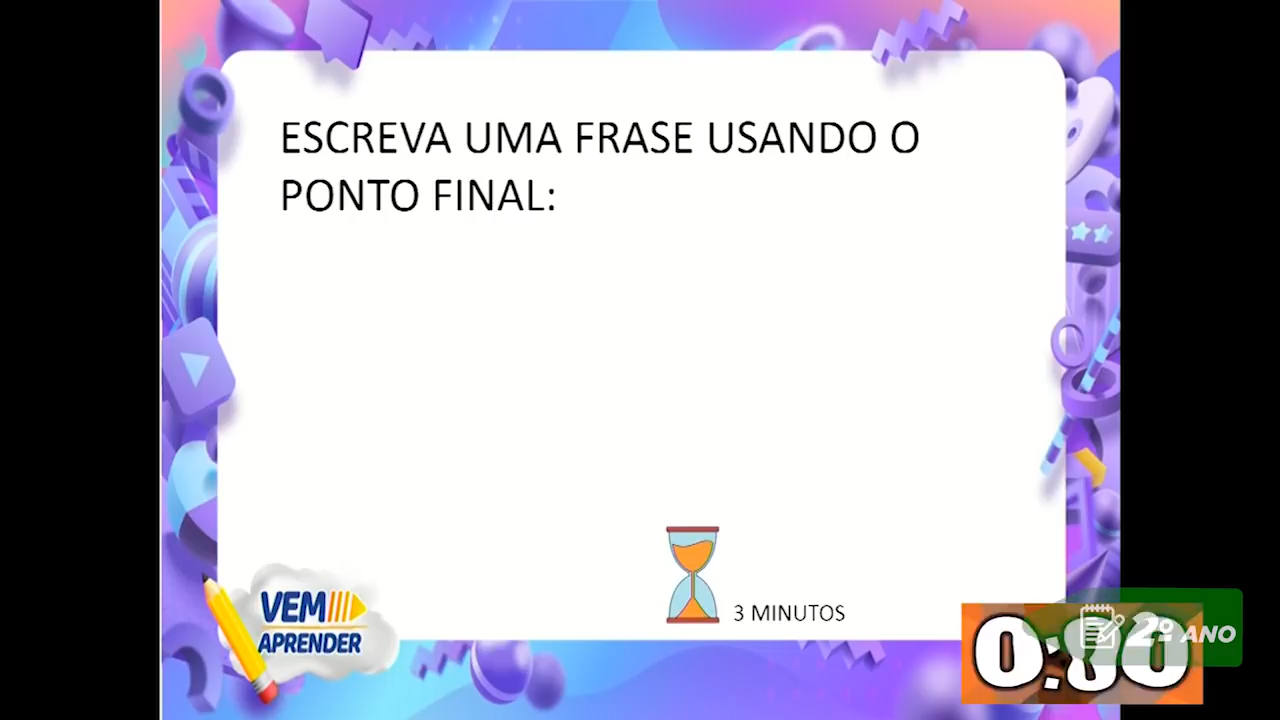 ESCREVA UMA FRASE USANDO O
PONTO FINAL:
3 MINUTOS
VEM
APRENDER
2º ANO